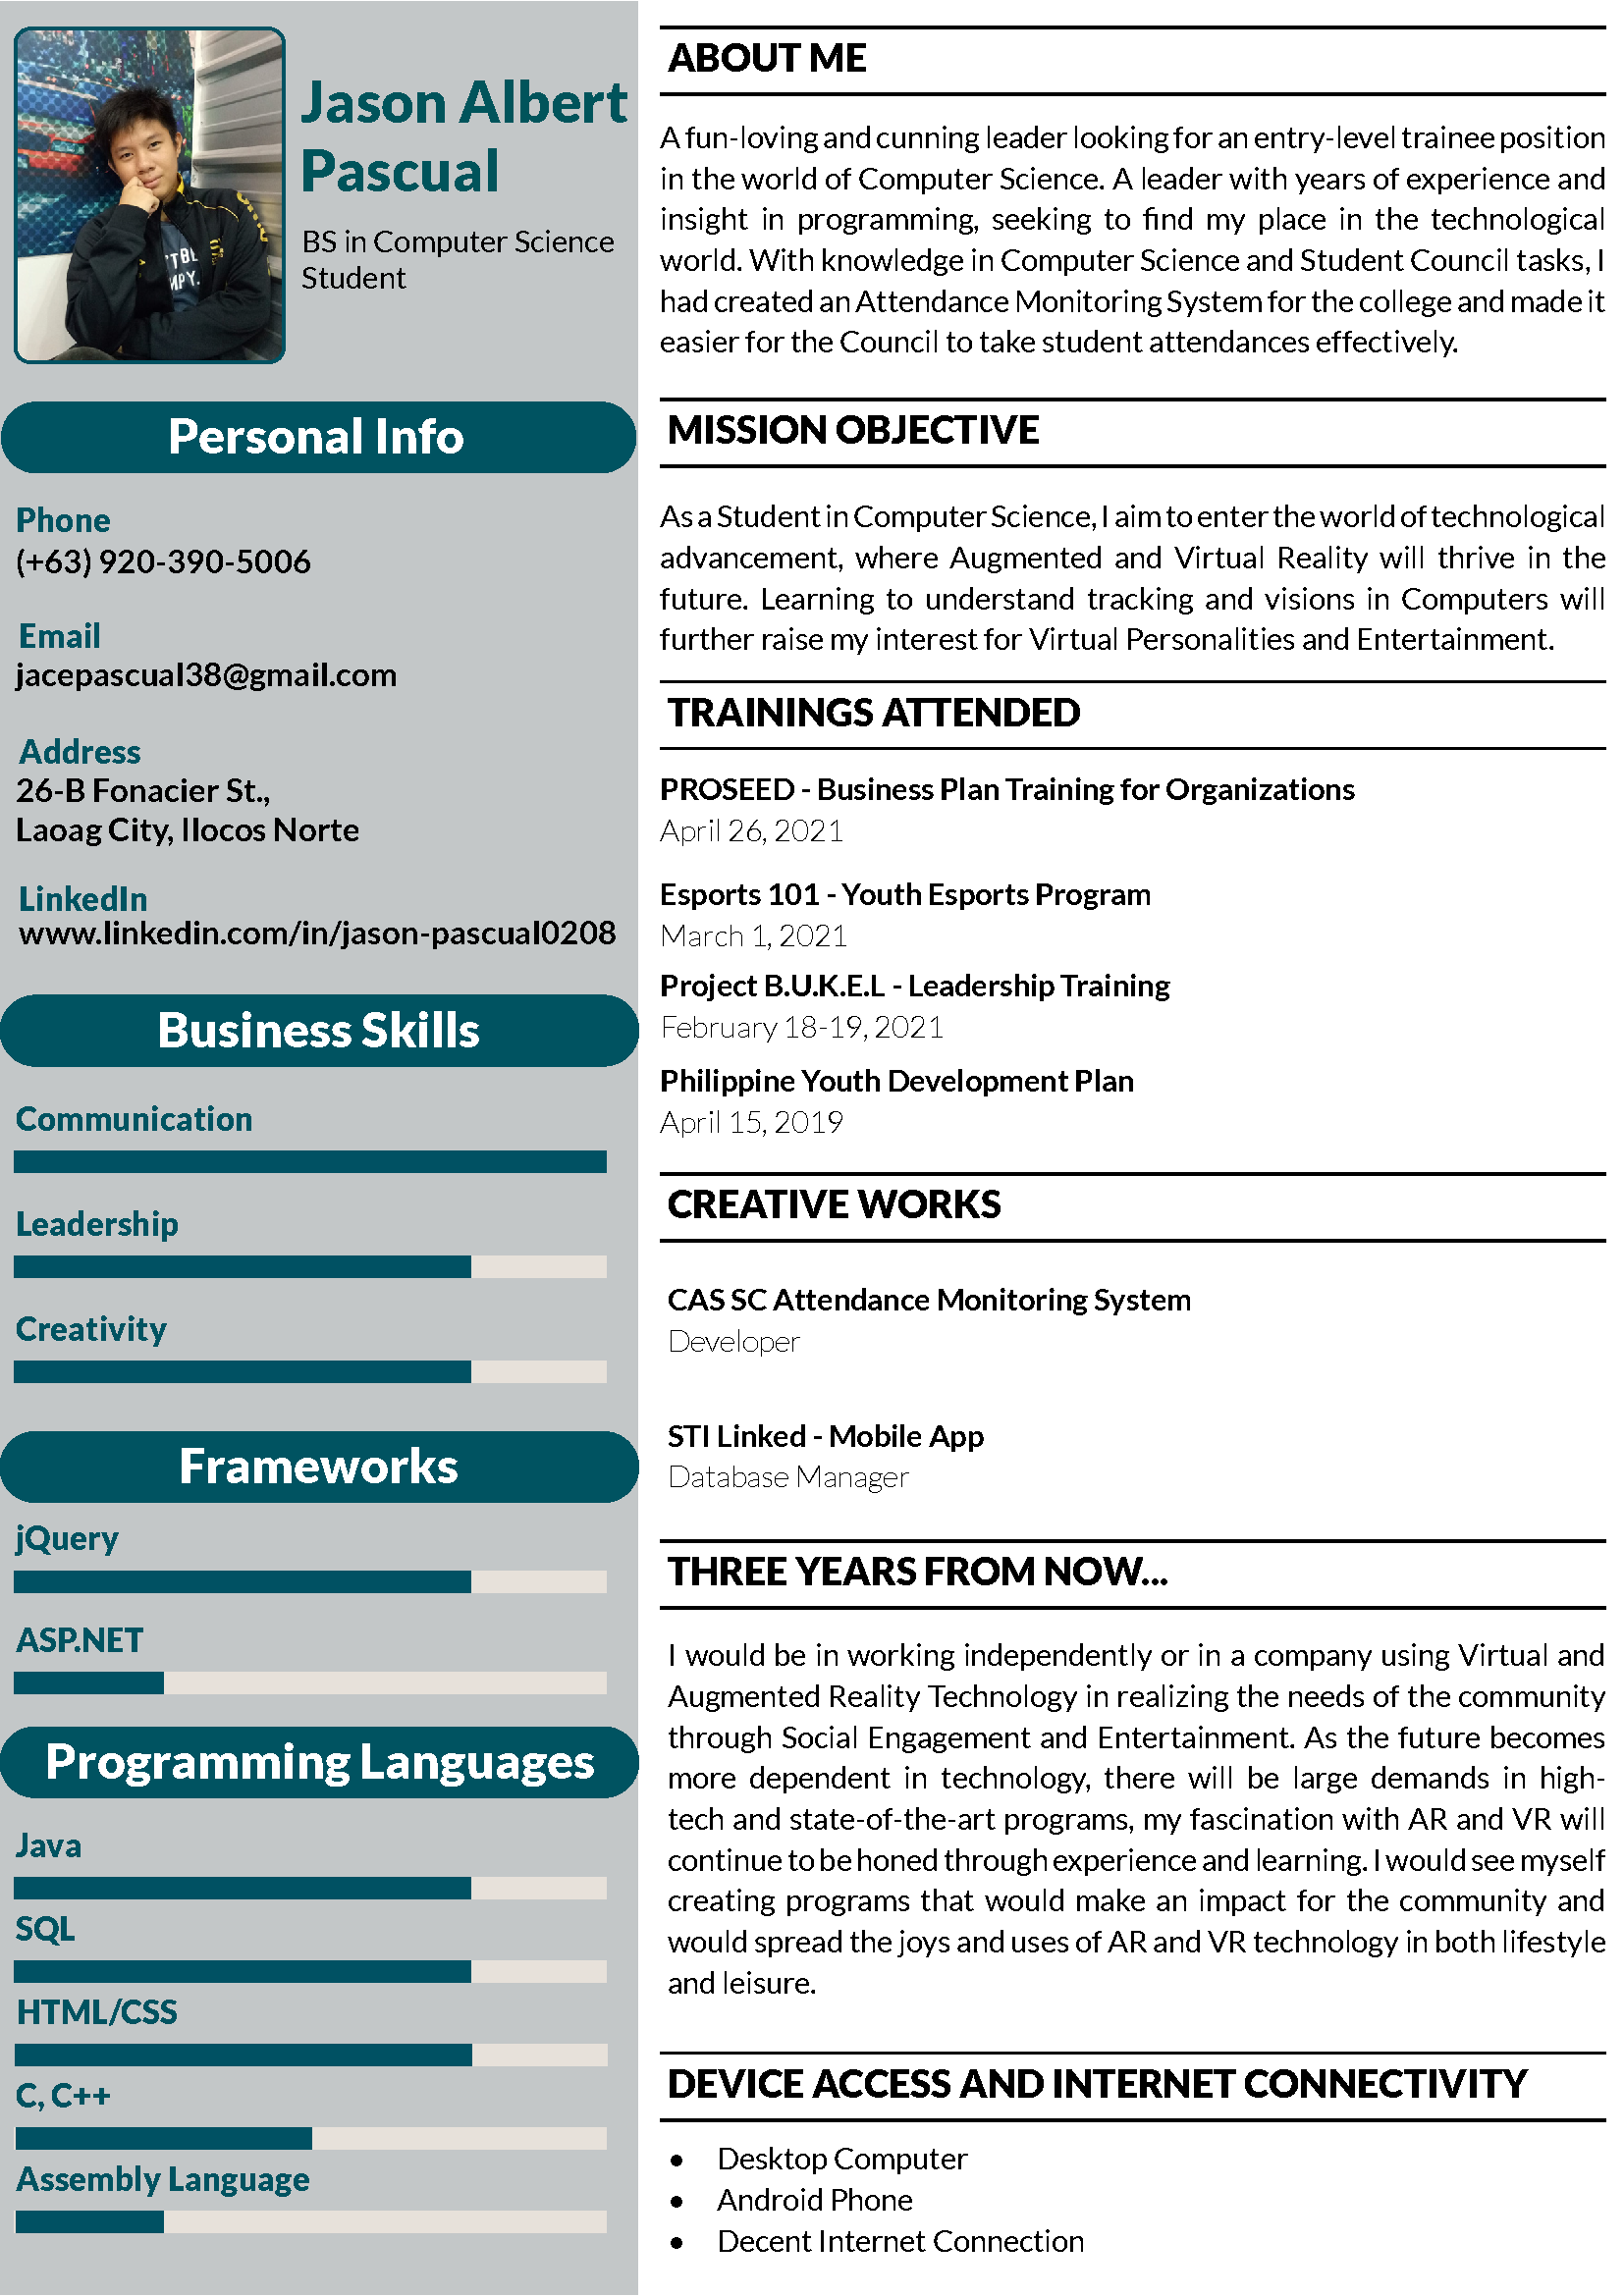 Jason Albert
Pascual
BS in Computer Science
Student
Personal Info
Phone
(+63) 920-390-5006
Email
jacepascual38@gmail.com
Address
26-B Fonacier St.,
Laoag City, Ilocos Norte
LinkedIn
www.linkedin.com/in/jason-pascual0208
Business Skills
Communication
Leadership
Creativity
Frameworks
jQuery
ASP.NET
Programming Languages
Java
SQL
HTML/CSS
C, C++
Assembly Language
ABOUT ME
A fun-loving and cunning leader looking for an entry-level trainee position
in the world of Computer Science. A leader with years of experience and
insight in programming, seeking to find my place in the technological
world. With knowledge in Computer Science and Student Council tasks, I
had created an Attendance Monitoring System for the college and made it
easier for the Council to take student attendances effectively.
MISSION OBJECTIVE
As a Student in Computer Science, I aim to enter the world of technological
advancement, where Augmented and Virtual Reality will thrive in the
future. Learning to understand tracking and visions in Computers will
further raise my interest for Virtual Personalities and Entertainment.
TRAININGS ATTENDED
PROSEED - Business Plan Training for Organizations
April 26, 2021
Esports 101 - Youth Esports Program
March 1, 2021
Project B.U.K.E.L - Leadership Training
February 18-19, 2021
Philippine Youth Development Plan
April 15, 2019
CREATIVE WORKS
CAS SC Attendance Monitoring System
Developer
STI Linked - Mobile App
Database Manager
THREE YEARS FROM NOW...
I would be in working independently or in a company using Virtual and
Augmented Reality Technology in realizing the needs of the community
through Social Engagement and Entertainment. As the future becomes
more dependent in technology, there will be large demands in high-
tech and state-of-the-art programs, my fascination with AR and VR will
continue to be honed through experience and learning. I would see myself
creating programs that would make an impact for the community and
would spread the joys and uses of AR and VR technology in both lifestyle
and leisure.
DEVICE ACCESS AND INTERNET CONNECTIVITY
• Desktop Computer
• Android Phone
• Decent Internet Connection